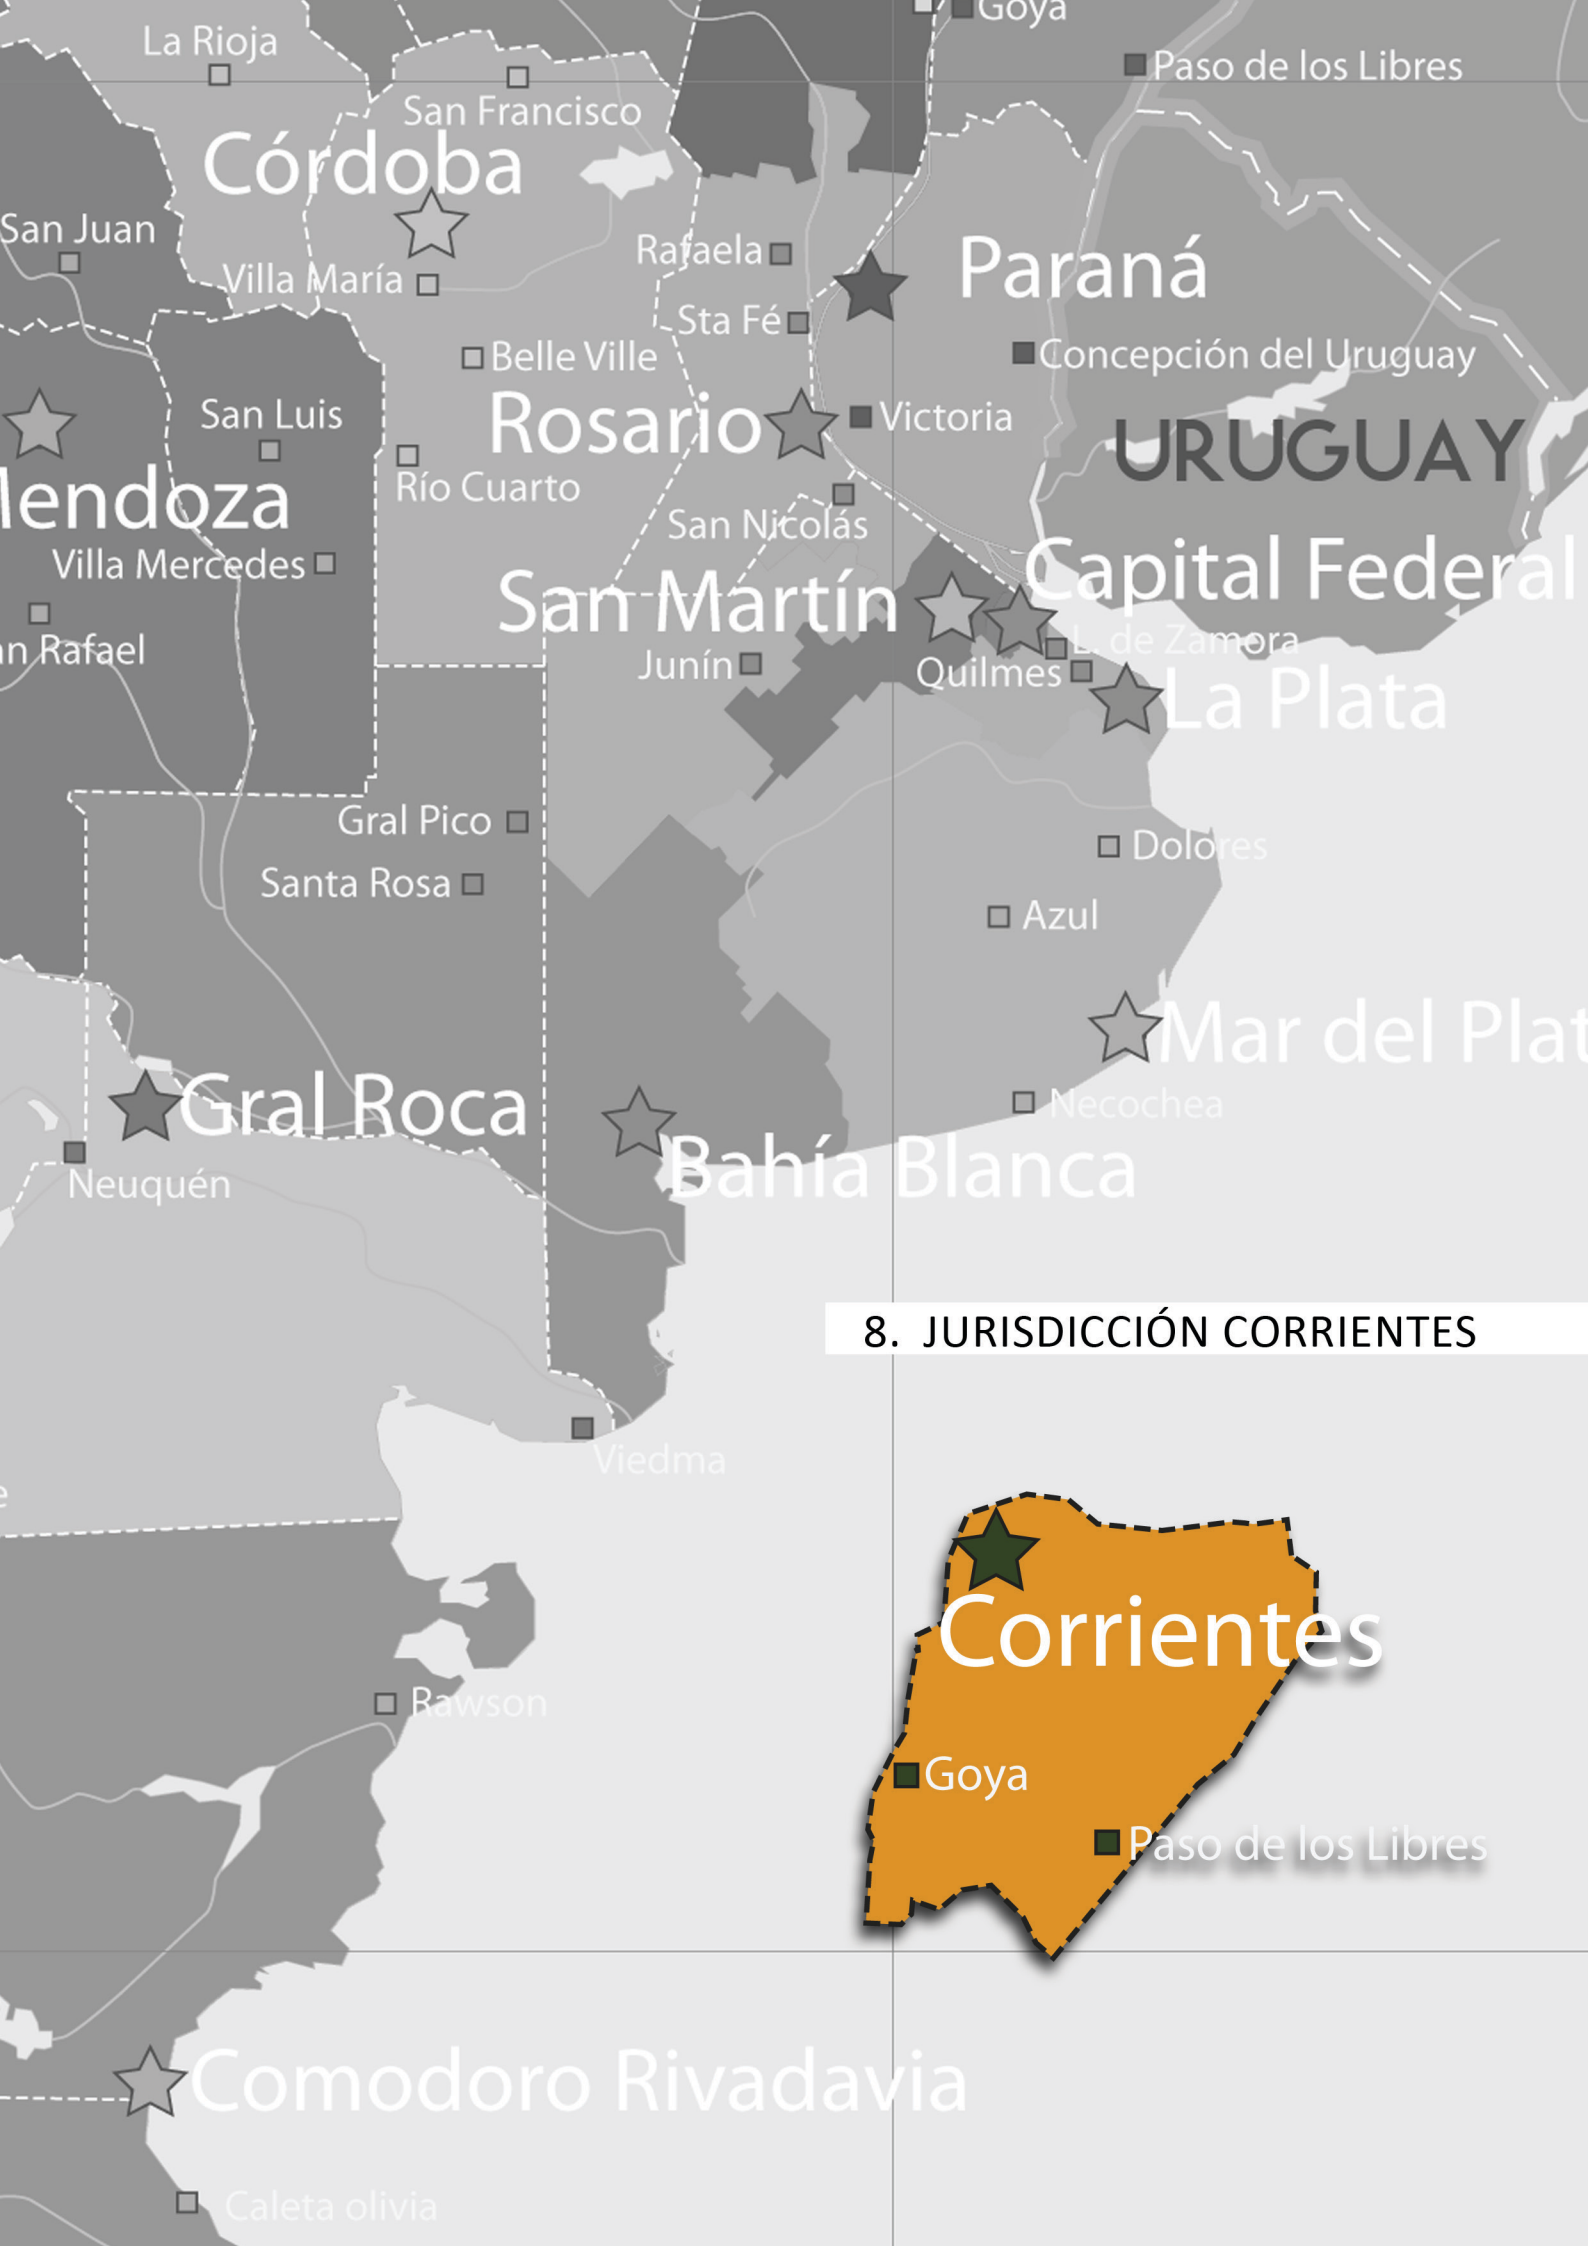 Goya
La Rioja
Paso de los Libres
San Francisco
Córdoba
San Juan
Rafaela
Paraná
Villa María
Sta Fé
Belle Ville
Concepción del Uruguay
San Luis
Rosario
Victoria
URUGUAY
Río Cuarto
Mendoza
San Nicolás
Villa Mercedes
Capital Federal
San Martín
L. de Zamora
an Rafael
Junín
Quilmes
La Plata
Gral Pico
Dolores
Santa Rosa
Azul
Mar del Plat
Gral Roca
Necochea
Bahía Blanca
Neuquén
8. JURISDICCIÓN CORRIENTES
Viedma
e
Corrientes
Rawson
Goya
Paso de los Libres
Comodoro Rivadavia
Caleta olivia